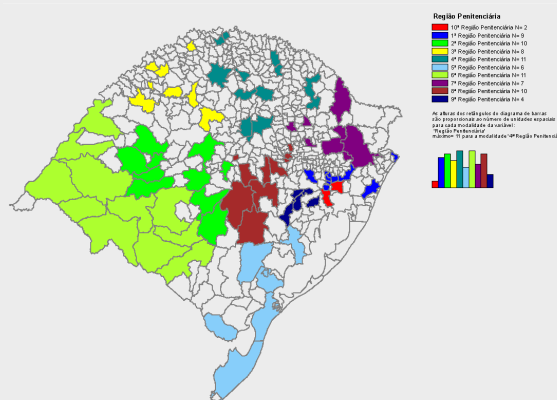 Região Penitenciária
10ª Região Penitenciária N= 2
1ª Região Penitenciária N= 9
2ª Região Penitenciária N= 10
3ª Região Penitenciária N= 8
4ª Região Penitenciária N= 11
5ª Região Penitenciária N= 6
6ª Região Penitenciária N= 11
7ª Região Penitenciária N= 7
8ª Região Penitenciária N= 10
9ª Região Penitenciária N= 4
As alturas dos retângulos do diagrama de barras
são proporcionais ao número de unidades espaciais
para cada modalidade da variável:
'Região Penitenciária'
máximo= 11 para a modalidade '4ª Região Penitenci